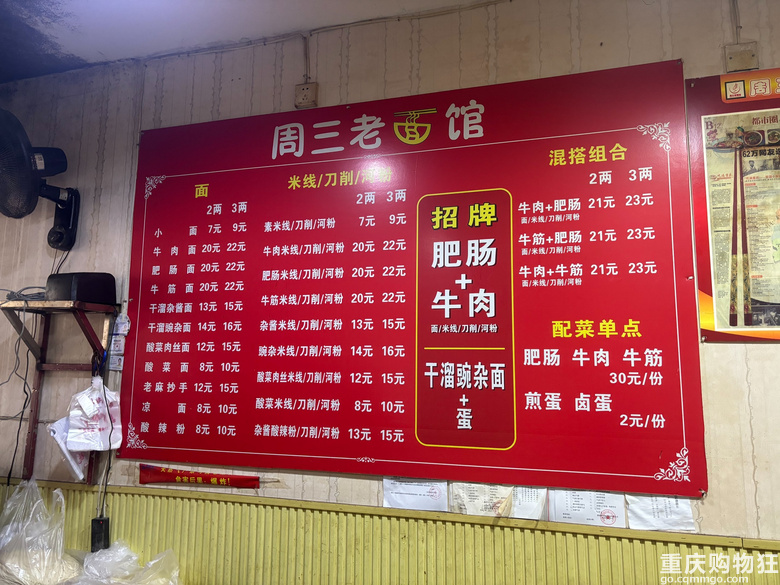 周三老面馆
面
2两 3两
小面 7元 9元
牛肉面 20元 22元
肥肠面 20元 22元
牛筋面 20元 22元
干溜杂酱面 13元 15元
干溜豌杂面 14元 16元
酸菜肉丝面 12元 15元
酸菜面 8元 10元
老麻抄手 12元 15元
凉面 8元 10元
酸辣粉 8元 10元
米线/刀削/河粉
2两 3两
素米线/刀削/河粉 7元 9元
牛肉米线/刀削/河粉 20元 22元
肥肠米线/刀削/河粉 20元 22元
牛筋米线/刀削/河粉 20元 22元
杂酱米线/刀削/河粉 13元 15元
豌杂米线/刀削/河粉 14元 16元
酸菜肉丝米线/刀削/河粉 12元 15元
酸菜米线/刀削/河粉 8元 10元
杂酱酸辣粉/刀削/河粉 13元 15元
招牌
肥肠
+
牛肉
面/米线/刀削/河粉
干溜豌杂面
+
蛋
混搭组合
2两 3两
牛肉+肥肠 21元 23元
面/米线/刀削/河粉
牛筋+肥肠 21元 23元
面/米线/刀削/河粉
牛肉+牛筋 21元 23元
面/米线/刀削/河粉
配菜单点
肥肠 牛肉 牛筋
30元/份
煎蛋 卤蛋
2元/份
周三
都市圈
62万网友
重庆购物狂
go.cqmmgo.com